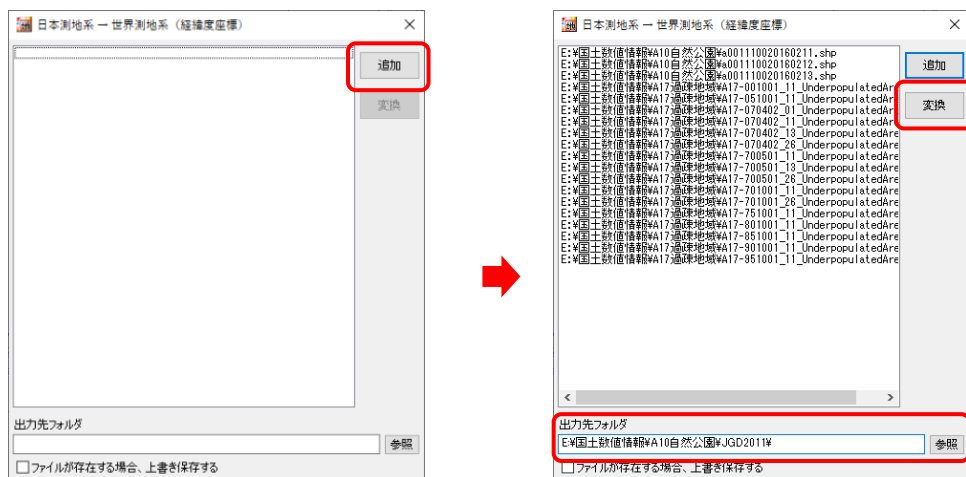 日本測地系 → 世界測地系（経緯度座標）
追加
変換
出力先フォルダ
参照
ファイルが存在する場合、上書き保存する
日本測地系 → 世界測地系（経緯度座標）
E:¥国土数値情報¥A10自然公園¥a001110020160211.shp
E:¥国土数値情報¥A10自然公園¥a001110020160212.shp
E:¥国土数値情報¥A10自然公園¥a001110020160213.shp
E:¥国土数値情報¥A17過疎地域¥A17-001001_11_UnderpopulatedAre
E:¥国土数値情報¥A17過疎地域¥A17-051001_11_UnderpopulatedAre
E:¥国土数値情報¥A17過疎地域¥A17-070402_01_UnderpopulatedAre
E:¥国土数値情報¥A17過疎地域¥A17-070402_11_UnderpopulatedAre
E:¥国土数値情報¥A17過疎地域¥A17-070402_13_UnderpopulatedAre
E:¥国土数値情報¥A17過疎地域¥A17-070402_26_UnderpopulatedAre
E:¥国土数値情報¥A17過疎地域¥A17-700501_11_UnderpopulatedAre
E:¥国土数値情報¥A17過疎地域¥A17-700501_13_UnderpopulatedAre
E:¥国土数値情報¥A17過疎地域¥A17-700501_26_UnderpopulatedAre
E:¥国土数値情報¥A17過疎地域¥A17-701001_11_UnderpopulatedAre
E:¥国土数値情報¥A17過疎地域¥A17-701001_26_UnderpopulatedAre
E:¥国土数値情報¥A17過疎地域¥A17-751001_11_UnderpopulatedAre
E:¥国土数値情報¥A17過疎地域¥A17-801001_11_UnderpopulatedAre
E:¥国土数値情報¥A17過疎地域¥A17-851001_11_UnderpopulatedAre
E:¥国土数値情報¥A17過疎地域¥A17-901001_11_UnderpopulatedAre
E:¥国土数値情報¥A17過疎地域¥A17-951001_11_UnderpopulatedAre
追加
変換
出力先フォルダ
E:¥国土数値情報¥A10自然公園¥JGD2011¥
参照
ファイルが存在する場合、上書き保存する